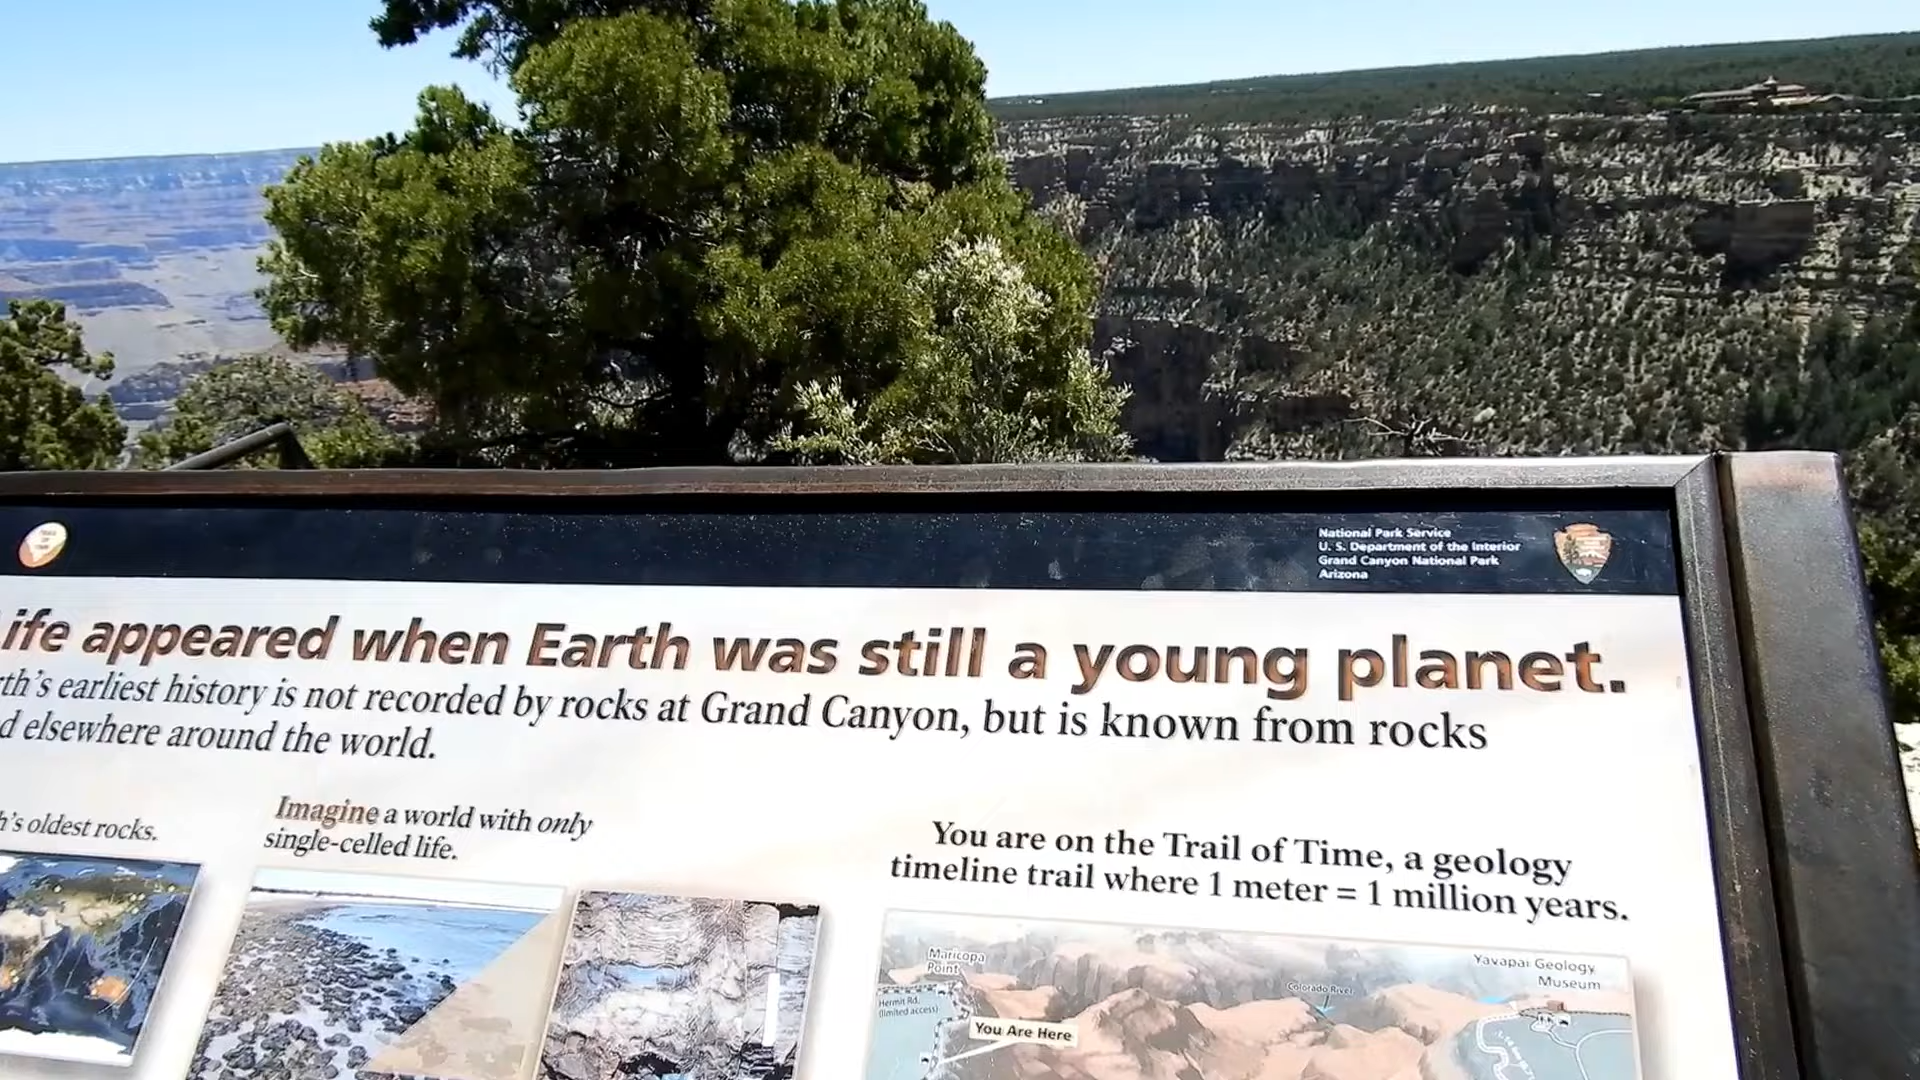 TRAIL
OF
TIME
National Park Service
U. S. Department of the Interior
Grand Canyon National Park
Arizona
ife appeared when Earth was still a young planet.
rth's earliest history is not recorded by rocks at Grand Canyon, but is known from rocks
d elsewhere around the world.
h's oldest rocks.
Imagine a world with only
single-celled life.
You are on the Trail of Time, a geology
timeline trail where 1 meter = 1 million years.
Maricopa
Point
Hermit Rd.
(limited access)
You Are Here
Colorado River
Yavapai Geology
Museum